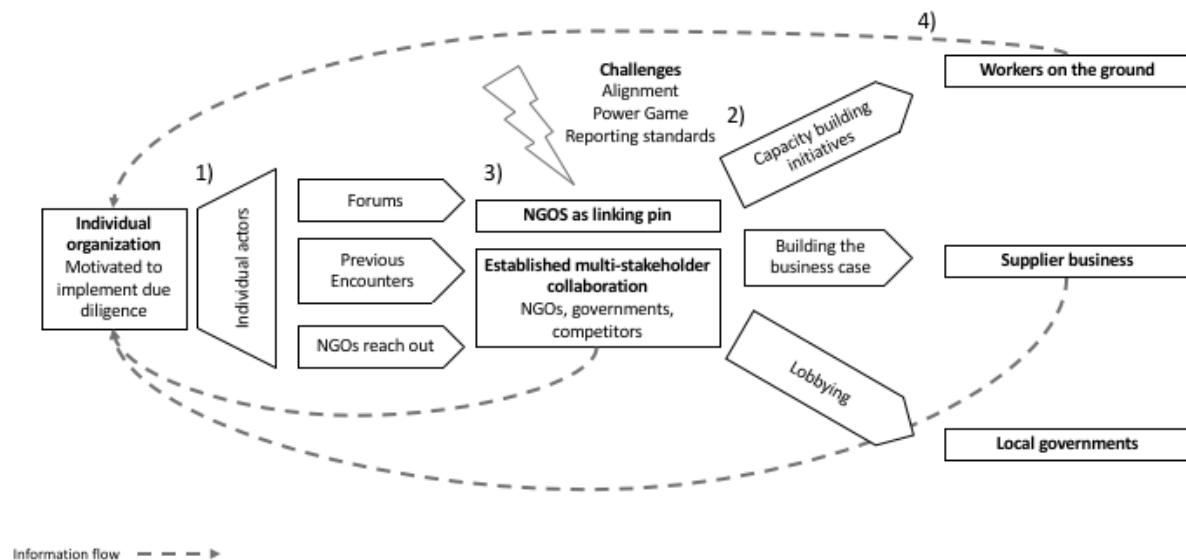 4)
Workers on the ground
Challenges
Alignment
Power Game
Reporting standards
2)
Capacity building
initiatives
1)
3)
Individual actors
Forums
NGOS as linking pin
Individual
organization
Motivated to
implement due
diligence
Previous
Encounters
Established multi-stakeholder
collaboration
NGOs, governments,
competitors
Building the
business case
Supplier business
NGOs reach out
Lobbying
Local governments
Information flow